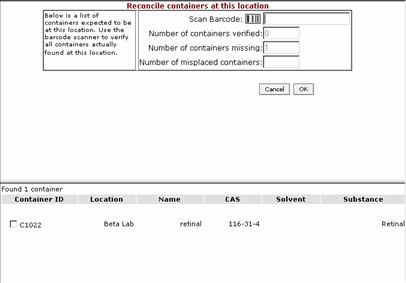 Reconcile containers at this location
Below is a list of
containers expected to be
at this location. Use the
barcode scanner to verify
all containers actually
found at this location.
Scan Barcode:
Number of containers verified: 0
Number of containers missing: 1
Number of misplaced containers:
Cancel OK
Found 1 container
Container ID Location Name CAS Solvent Substance
C1022 Beta Lab retinal 116-31-4 Retinal